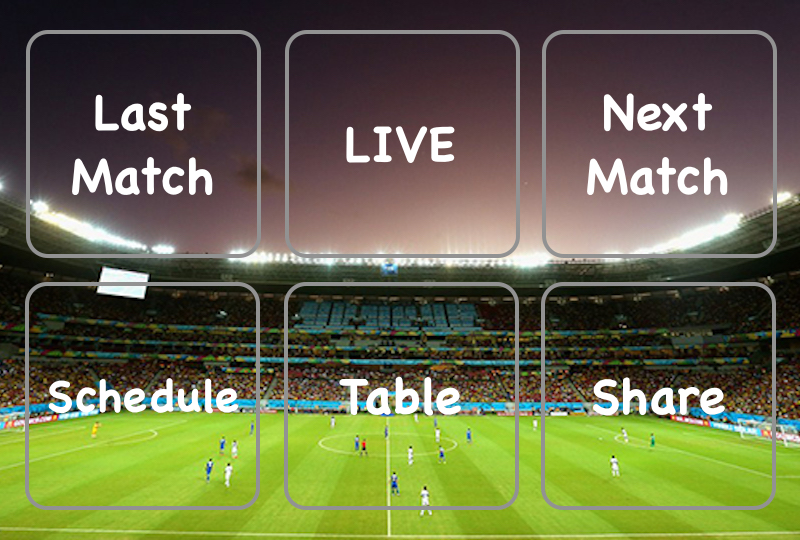 Last
Match
LIVE
Next
Match
Schedule
Table
Share